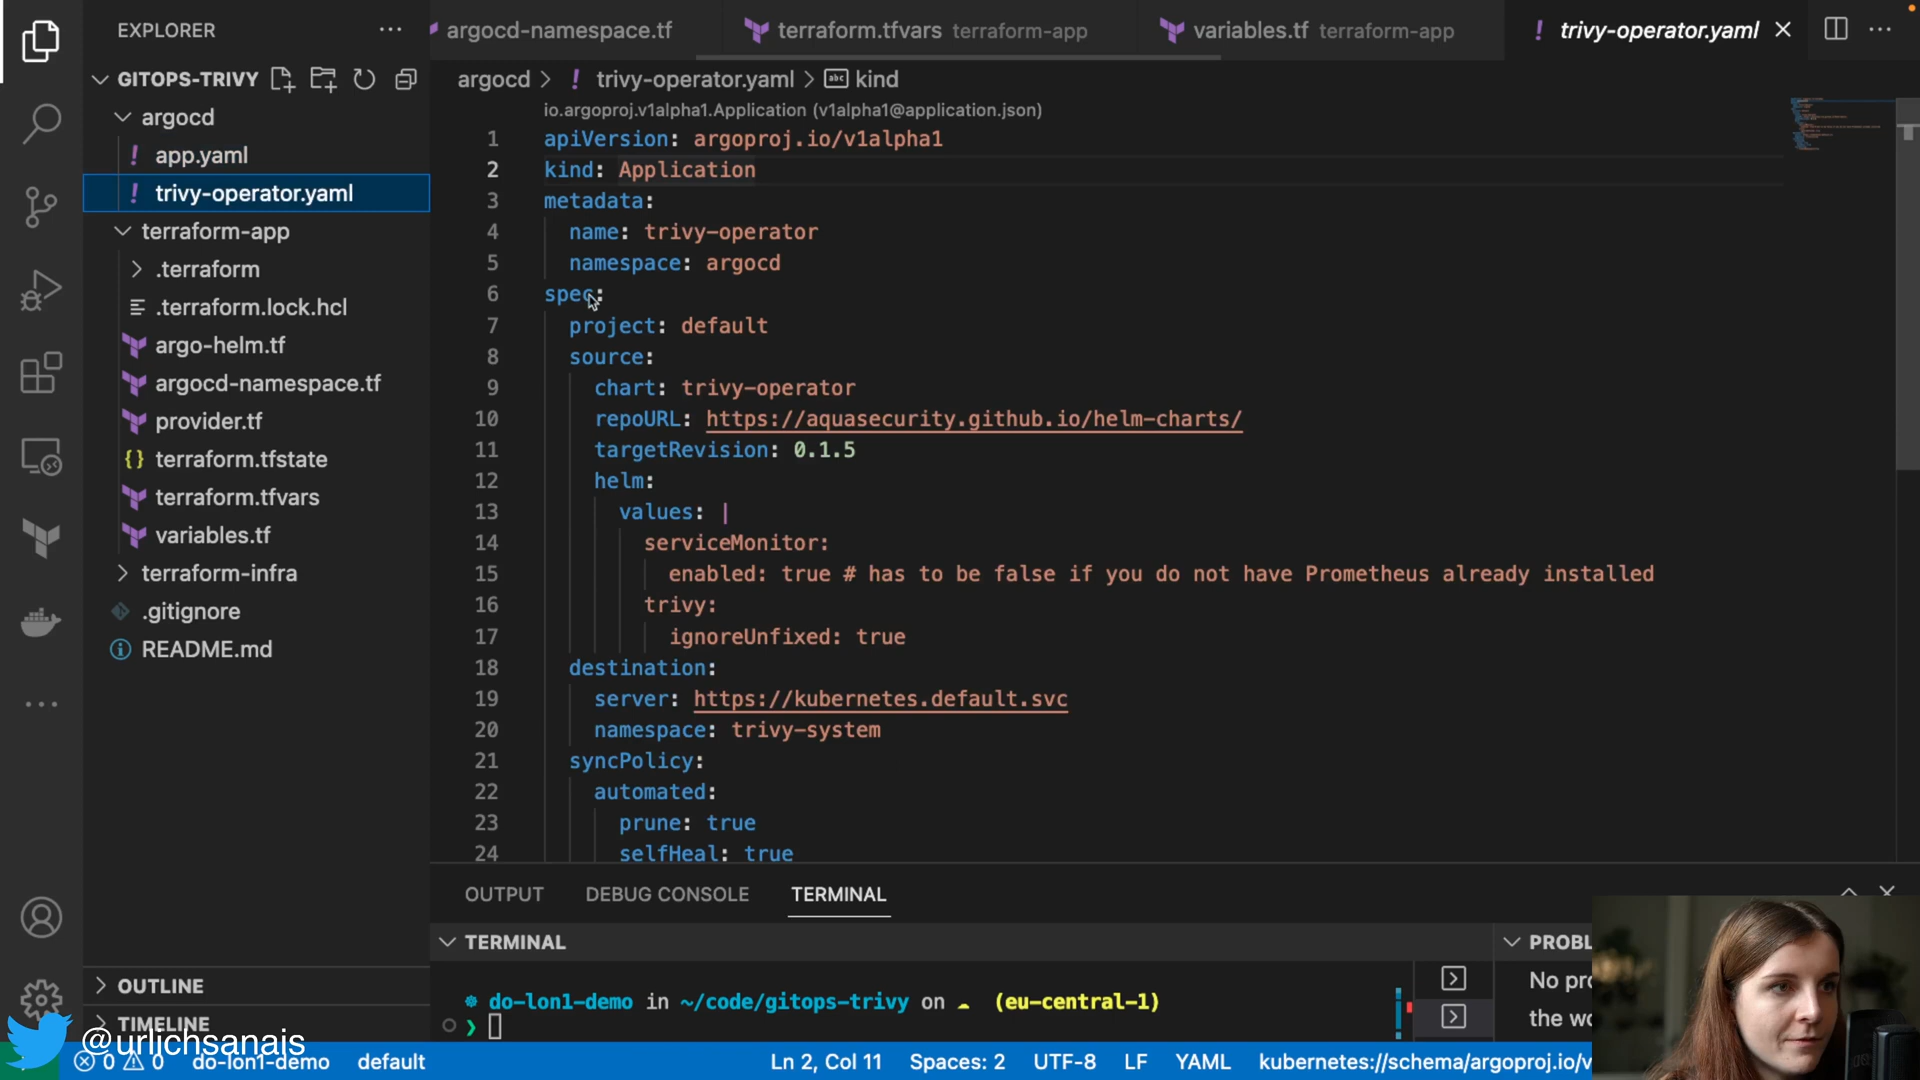 EXPLORER
GITOPS-TRIVY
argocd
app.yaml
trivy-operator.yaml
terraform-app
.terraform
.terraform.lock.hcl
argo-helm.tf
argocd-namespace.tf
provider.tf
terraform.tfstate
terraform.tfvars
variables.tf
terraform-infra
.gitignore
README.md
OUTLINE
TIMELINE
@urlichsanais
argocd-namespace.tf
terraform.tfvars terraform-app
variables.tf terraform-app
trivy-operator.yaml
argocd > trivy-operator.yaml > kind
io.argoproj.v1alpha1.Application (v1alpha1@application.json)
1 apiVersion: argoproj.io/v1alpha1
2 kind: Application
3 metadata:
4 name: trivy-operator
5 namespace: argocd
6 spec:
7 project: default
8 source:
9 chart: trivy-operator
10 repoURL: https://aquasecurity.github.io/helm-charts/
11 targetRevision: 0.1.5
12 helm:
13 values: |
14 serviceMonitor:
15 enabled: true # has to be false if you do not have Prometheus already installed
16 trivy:
17 ignoreUnfixed: true
18 destination:
19 server: https://kubernetes.default.svc
20 namespace: trivy-system
21 syncPolicy:
22 automated:
23 prune: true
24 selfHeal: true
OUTPUT DEBUG CONSOLE TERMINAL
TERMINAL
do-lon1-demo in ~/code/gitops-trivy on (eu-central-1)
❯
PROBL
No pro
the wo
0 0 do-lon1-demo default Ln 2, Col 11 Spaces: 2 UTF-8 LF YAML kubernetes://schema/argoproj.io/v